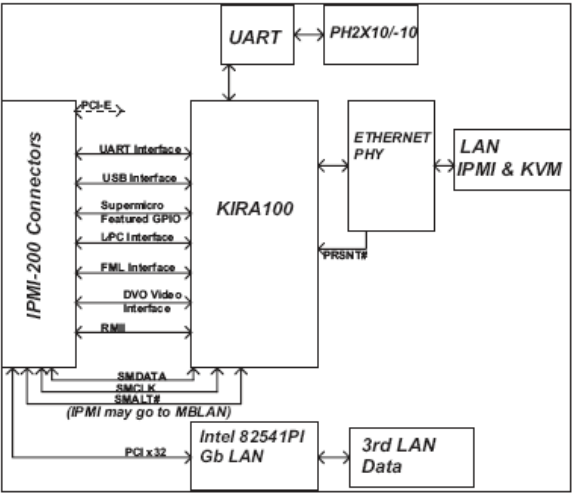 UART
PH2X10/-10
PCI-E
IPMI-200 Connectors
UART Interface
USB Interface
Supermicro
Featured GPIO
LPC Interface
FML Interface
DVO Video
Interface
RMII
KIRA100
ETHERNET
PHY
LAN
IPMI & KVM
PRSNT#
SMDATA
SMCLK
SMALT#
(IPMI may go to MBLAN)
PCI x32
Intel 82541PI
Gb LAN
3rd LAN
Data